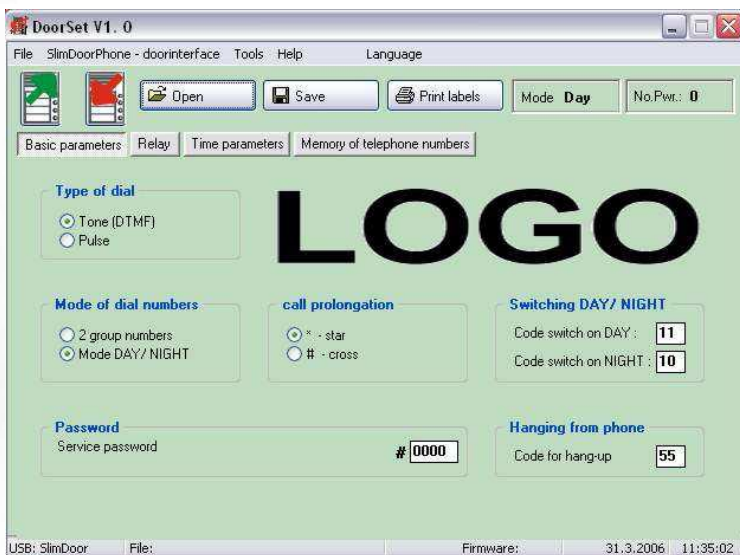 DoorSet V1. 0
File SlimDoorPhone - doorinterface Tools Help Language
Open Save Print labels Mode Day No.Pwr.: 0
Basic parameters Relay Time parameters Memory of telephone numbers
Type of dial
Tone (DTMF)
Pulse
LOGO
Mode of dial numbers
2 group numbers
Mode DAY/ NIGHT
call prolongation
* - star
# - cross
Switching DAY/ NIGHT
Code switch on DAY : 11
Code switch on NIGHT : 10
Password
Service password # 0000
Hanging from phone
Code for hang-up 55
USB: SlimDoor File: Firmware: 31.3.2006 11:35:02